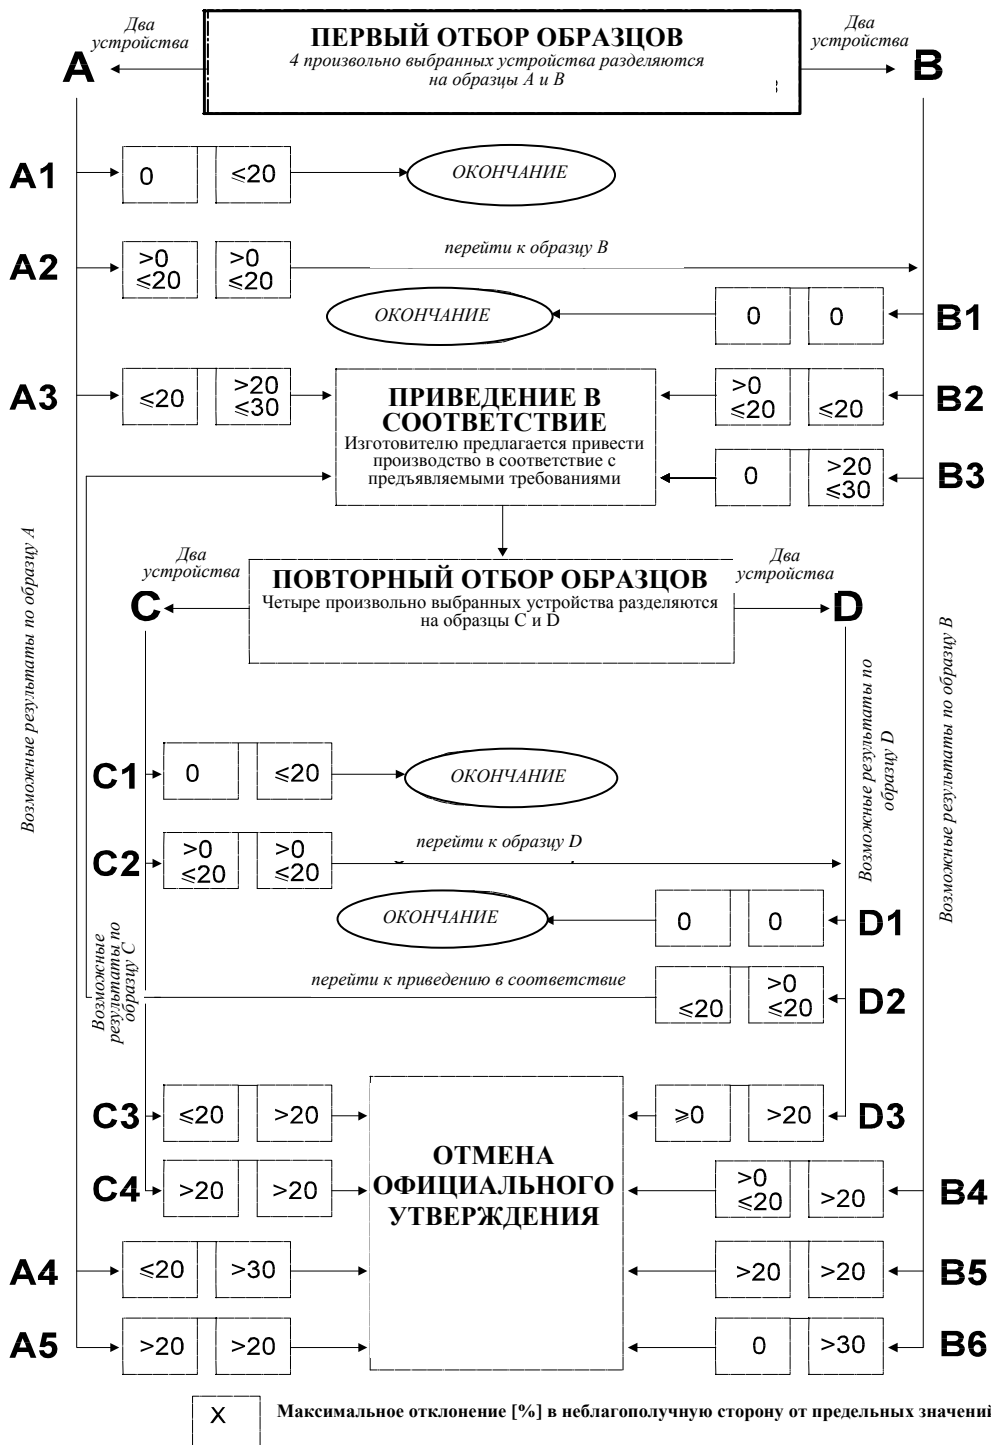 Два
устройства
ПЕРВЫЙ ОТБОР ОБРАЗЦОВ
4 произвольно выбранных устройства разделяются
на образцы A и B
Два
устройства
A
B
A1
0
≤20
ОКОНЧАНИЕ
A2
>0
≤20
>0
≤20
перейти к образцу B
ОКОНЧАНИЕ
0
0
B1
A3
≤20
>20
≤30
ПРИВЕДЕНИЕ В
СООТВЕТСТВИЕ
Изготовителю предлагается привести
производство в соответствие с
предъявляемыми требованиями
>0
≤20
≤20
B2
0
>20
≤30
B3
Возможные результаты по образцу A
Возможные результаты по образцу B
Два
устройства
ПОВТОРНЫЙ ОТБОР ОБРАЗЦОВ
Четыре произвольно выбранных устройства разделяются
на образцы C и D
Два
устройства
C
D
Возможные результаты по
образцу D
C1
0
≤20
ОКОНЧАНИЕ
C2
>0
≤20
>0
≤20
перейти к образцу D
ОКОНЧАНИЕ
0
0
D1
Возможные
результаты по
образцу C
перейти к приведению в соответствие
≤20
>0
≤20
D2
C3
≤20
>20
≥0
>20
D3
ОТМЕНА
ОФИЦИАЛЬНОГО
УТВЕРЖДЕНИЯ
C4
>20
>20
>0
≤20
>20
B4
A4
≤20
>30
>20
>20
B5
A5
>20
>20
0
>30
B6
X
Максимальное отклонение [%] в неблагополучную сторону от предельных значений